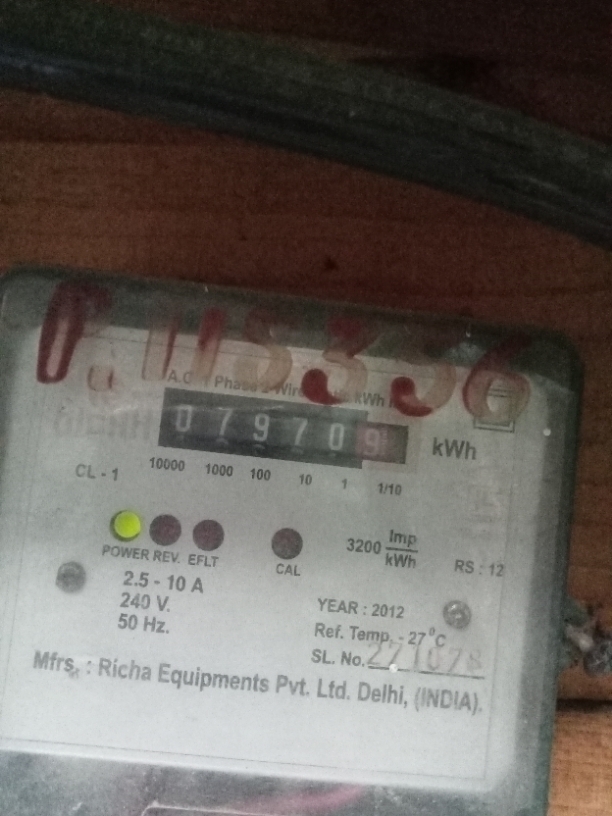 A.C 1 Phase 2-Wire kWh
079709 kWh
CL - 1 10000 1000 100 10 1 1/10
POWER REV. EFLT CAL 3200 Imp/kWh RS : 12
2.5 - 10 A
240 V.
50 Hz.
YEAR : 2012
Ref. Temp. - 27°C
SL. No.
Mfrs. : Richa Equipments Pvt. Ltd. Delhi, (INDIA).